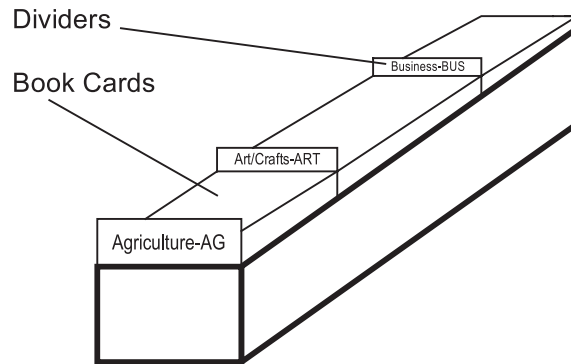 Dividers
Business-BUS
Book Cards
Art/Crafts-ART
Agriculture-AG